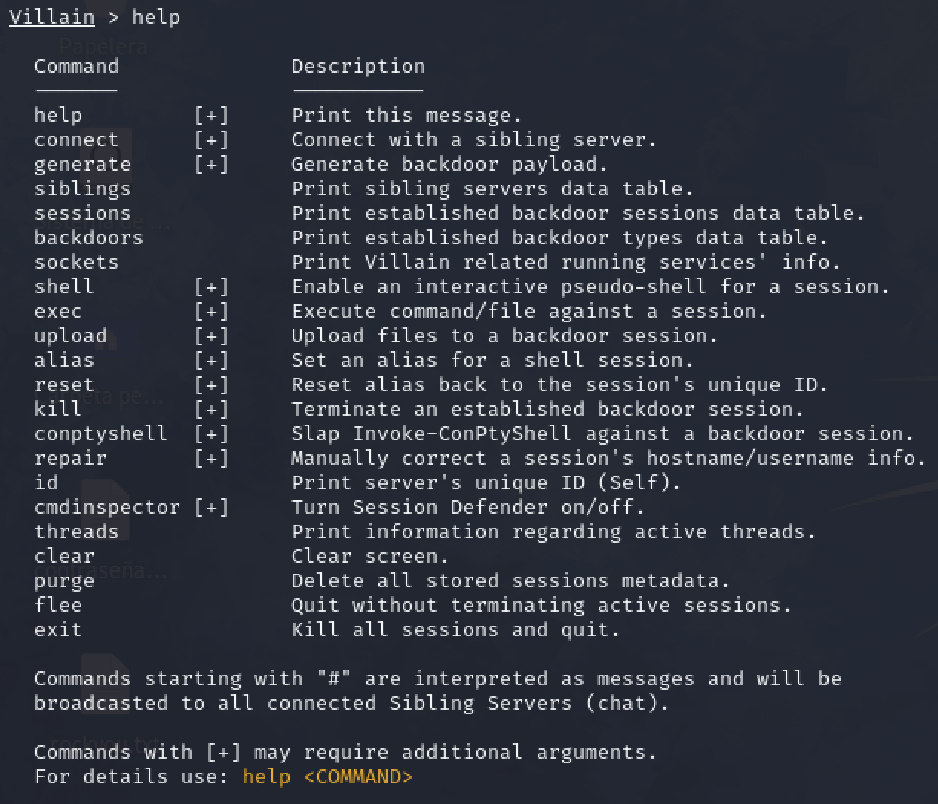 Villain > help
Papelera
Command Description
help [+] Print this message.
connect [+] Connect with a sibling server.
generate [+] Generate backdoor payload.
siblings Print sibling servers data table.
sessions Print established backdoor sessions data table.
backdoors Print established backdoor types data table.
sockets Print Villain related running services' info.
shell [+] Enable an interactive pseudo-shell for a session.
exec [+] Execute command/file against a session.
upload [+] Upload files to a backdoor session.
alias [+] Set an alias for a shell session.
reset [+] Reset alias back to the session's unique ID.
kill [+] Terminate an established backdoor session.
conptyshell [+] Slap Invoke-ConPtyShell against a backdoor session.
repair [+] Manually correct a session's hostname/username info.
id Print server's unique ID (Self).
cmdinspector [+] Turn Session Defender on/off.
threads Print information regarding active threads.
clear Clear screen.
purge Delete all stored sessions metadata.
flee Quit without terminating active sessions.
exit Kill all sessions and quit.
Commands starting with "#" are interpreted as messages and will be
broadcasted to all connected Sibling Servers (chat).
Commands with [+] may require additional arguments.
For details use: help <COMMAND>